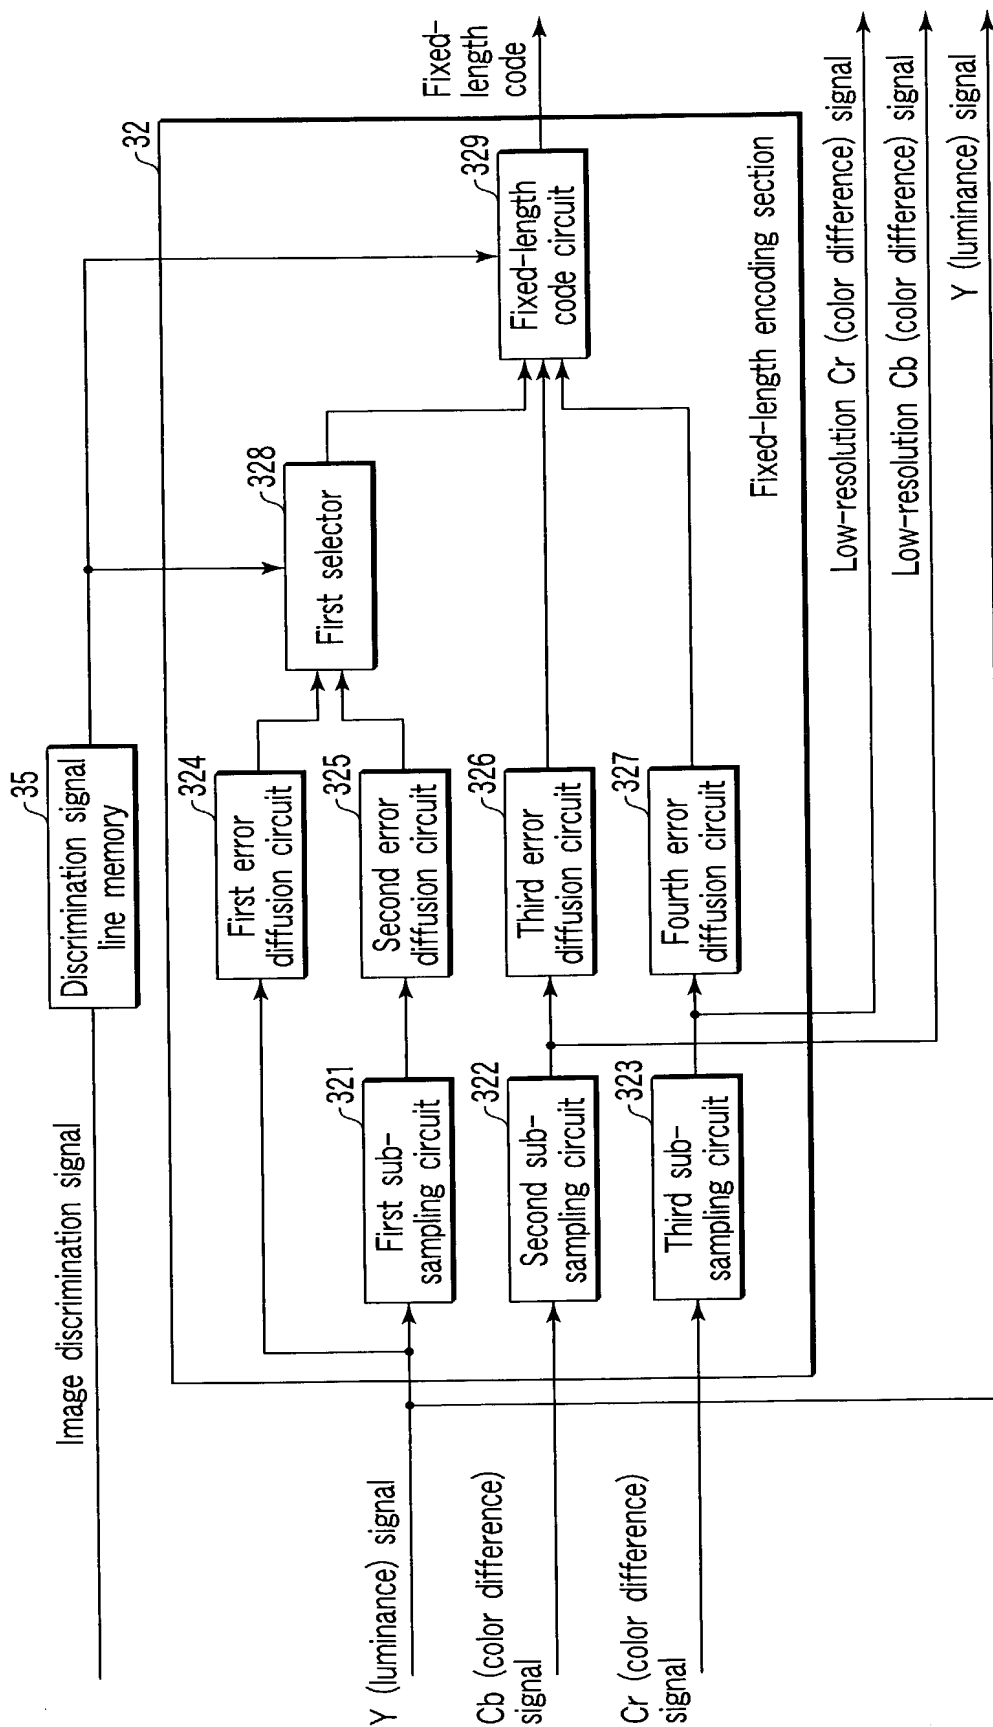 Image discrimination signal
35
Discrimination signal
line memory
32
Y (luminance) signal
Cb (color difference)
signal
Cr (color difference)
signal
321
First sub-
sampling circuit
322
Second sub-
sampling circuit
323
Third sub-
sampling circuit
324
First error
diffusion circuit
325
Second error
diffusion circuit
326
Third error
diffusion circuit
327
Fourth error
diffusion circuit
328
First selector
329
Fixed-length
code circuit
Fixed-
length
code
Fixed-length encoding section
Low-resolution Cr (color difference) signal
Low-resolution Cb (color difference) signal
Y (luminance) signal